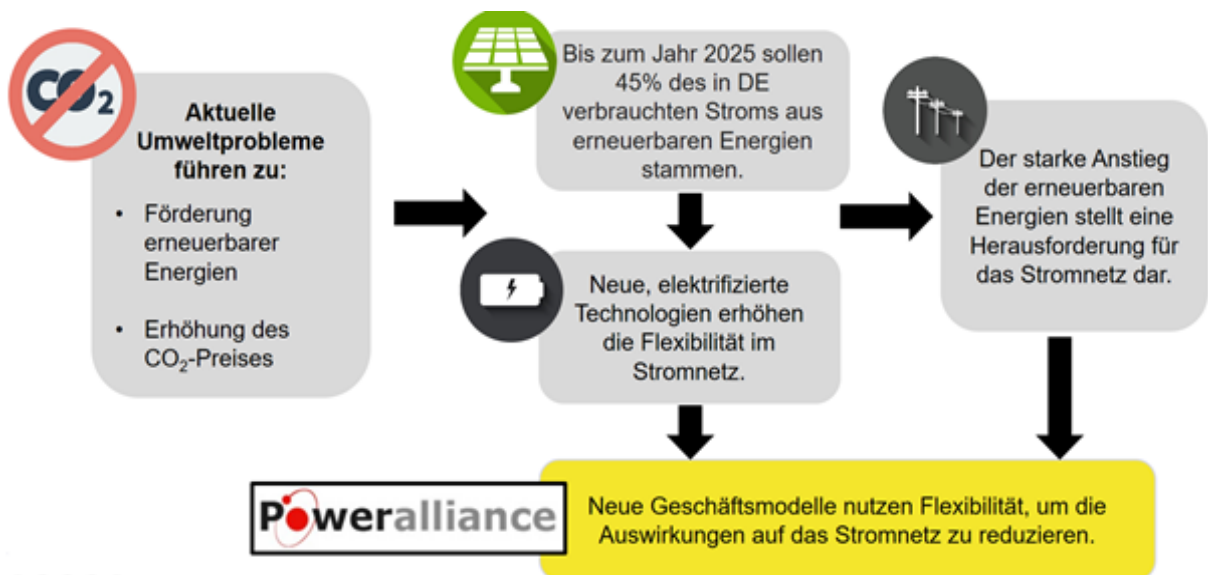 CO2
Aktuelle
Umweltprobleme
führen zu:
• Förderung
erneuerbarer
Energien
• Erhöhung des
CO₂-Preises
Bis zum Jahr 2025 sollen
45% des in DE
verbrauchten Stroms aus
erneuerbaren Energien
stammen.
Neue, elektrifizierte
Technologien erhöhen
die Flexibilität im
Stromnetz.
Der starke Anstieg
der erneuerbaren
Energien stellt eine
Herausforderung für
das Stromnetz dar.
Poweralliance
Neue Geschäftsmodelle nutzen Flexibilität, um die
Auswirkungen auf das Stromnetz zu reduzieren.